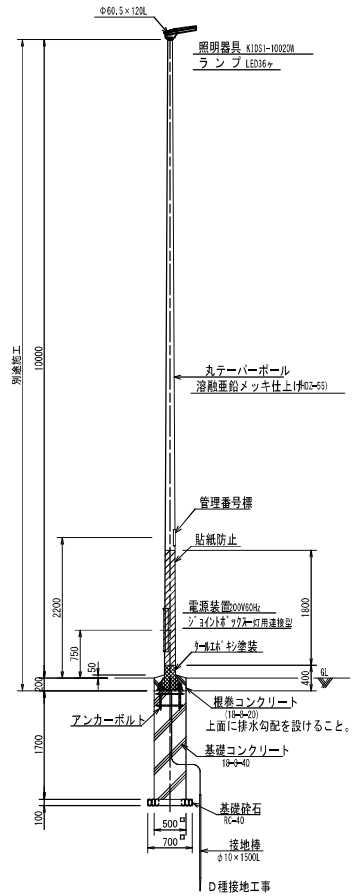 Φ60.5×120L
照明器具 KIDS1-10020W
ランプ LED36ヶ
別途施工
10000
丸テーパーポール
溶融亜鉛メッキ仕上げ(HDZ-55)
管理番号標
貼紙防止
2200
1800
電源装置200V60Hz
ジョイントボックス一灯用連接型
750
タールエポキシ塗装
50
GL
200
400
根巻コンクリート
(18-8-20)
アンカーボルト
上面に排水勾配を設けること。
1700
基礎コンクリート
18-8-40
100
基礎砕石
RC-40
500
700
接地棒
φ10×1500L
D種接地工事